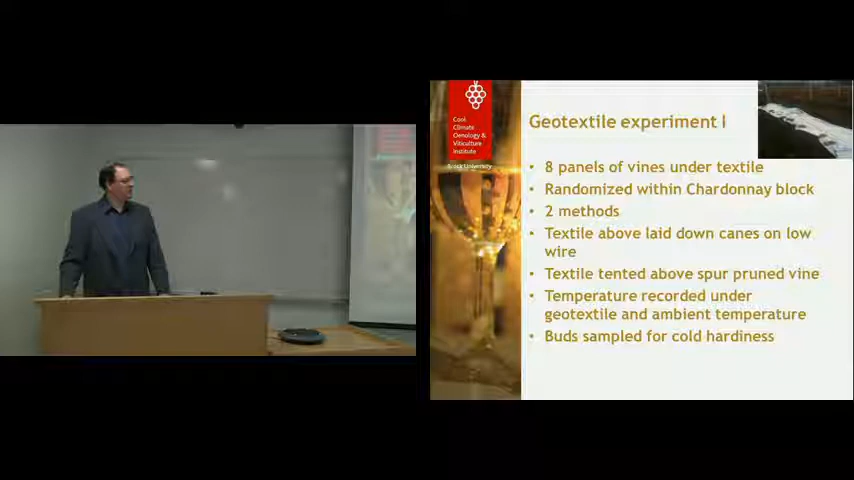 Cool
Climate
Oenology &
Viticulture
Institute
Brock University
Geotextile experiment I
• 8 panels of vines under textile
• Randomized within Chardonnay block
• 2 methods
• Textile above laid down canes on low
wire
• Textile tented above spur pruned vine
• Temperature recorded under
geotextile and ambient temperature
• Buds sampled for cold hardiness